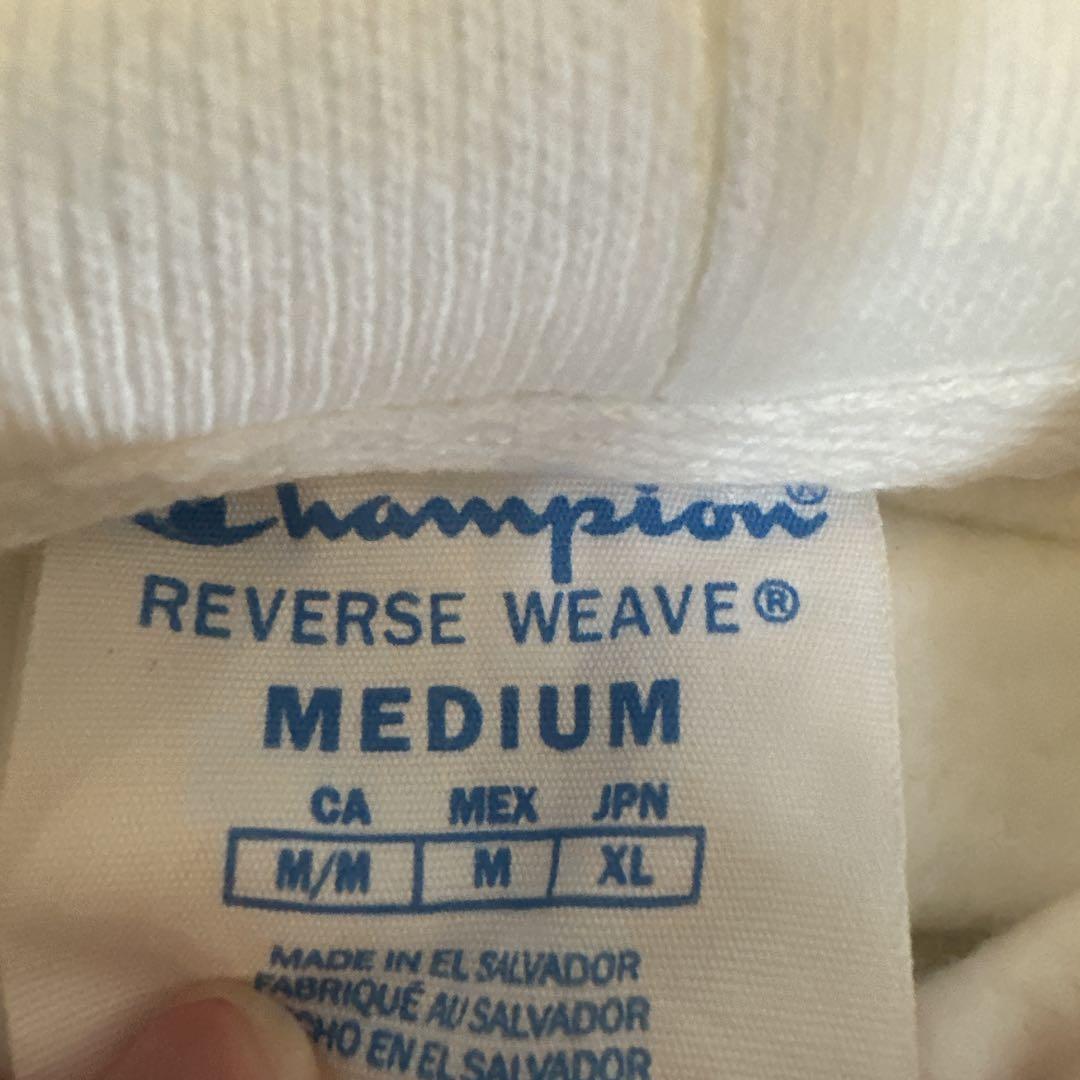 Champion®
REVERSE WEAVE®
MEDIUM
CA MEX JPN
M/M M XL
MADE IN EL SALVADOR
FABRIQUÉ AU SALVADOR
EN EL SALVADOR